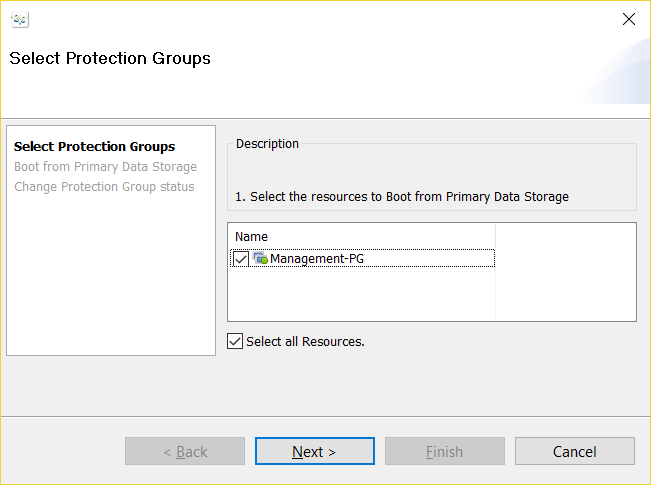 Select Protection Groups
Select Protection Groups
Boot from Primary Data Storage
Change Protection Group status
Description
1. Select the resources to Boot from Primary Data Storage
Name
Management-PG
Select all Resources.
< Back
Next >
Finish
Cancel